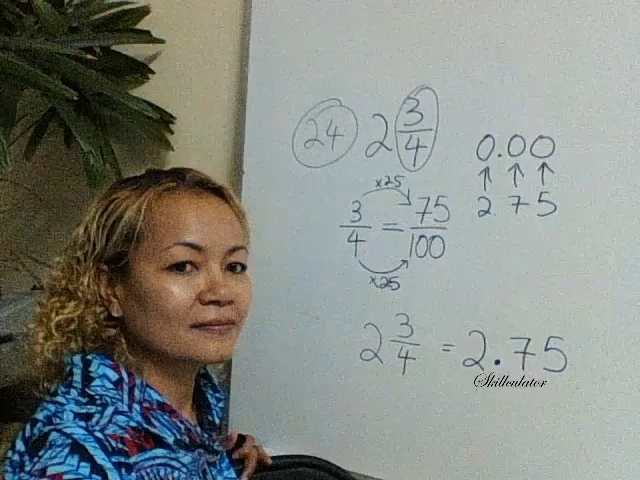 24
2 3/4
0.00
↑ ↑ ↑
2 7 5
x25
3/4 = 75/100
x25
2 3/4 = 2.75
Skillenlator